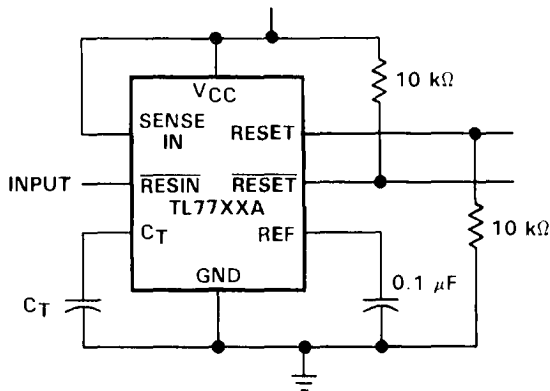 VCC
10 kΩ
SENSE
IN
RESET
INPUT
RESIN
RESET
TL77XXA
10 kΩ
CT
REF
GND
0.1 μF
CT